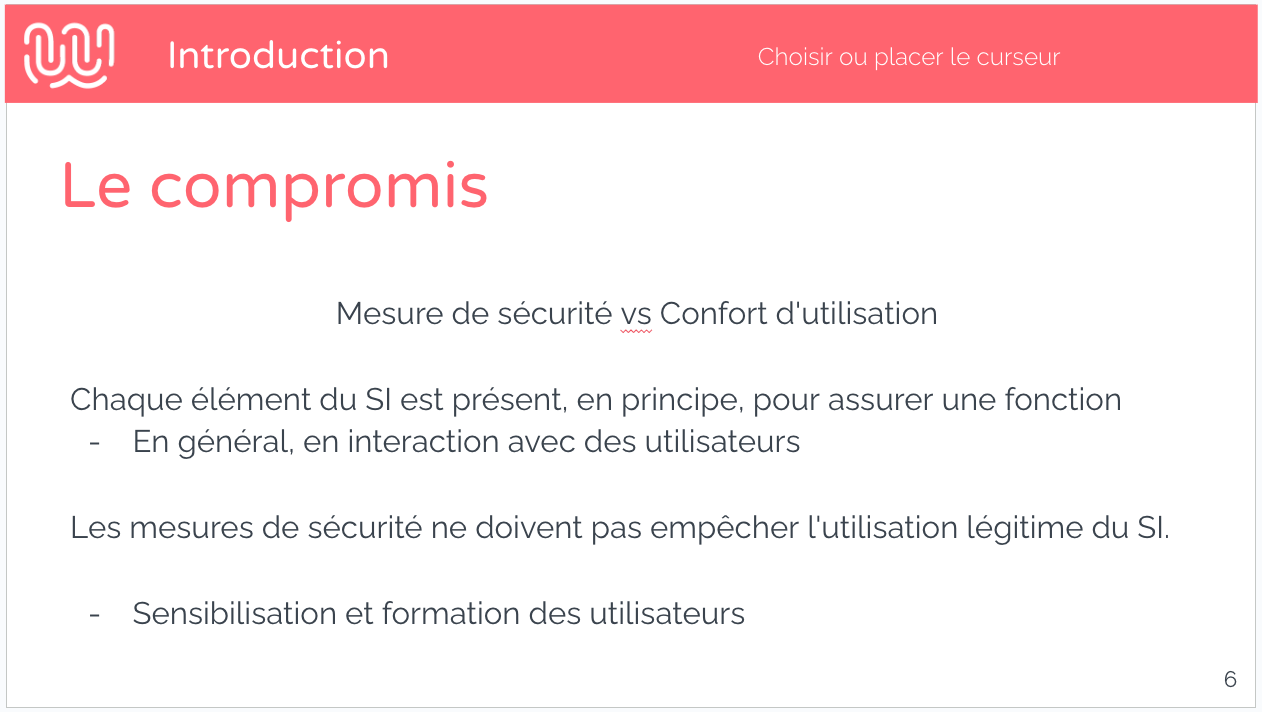 Introduction
Choisir ou placer le curseur
Le compromis
Mesure de sécurité vs Confort d'utilisation
Chaque élément du SI est présent, en principe, pour assurer une fonction
- En général, en interaction avec des utilisateurs
Les mesures de sécurité ne doivent pas empêcher l'utilisation légitime du SI.
- Sensibilisation et formation des utilisateurs
6